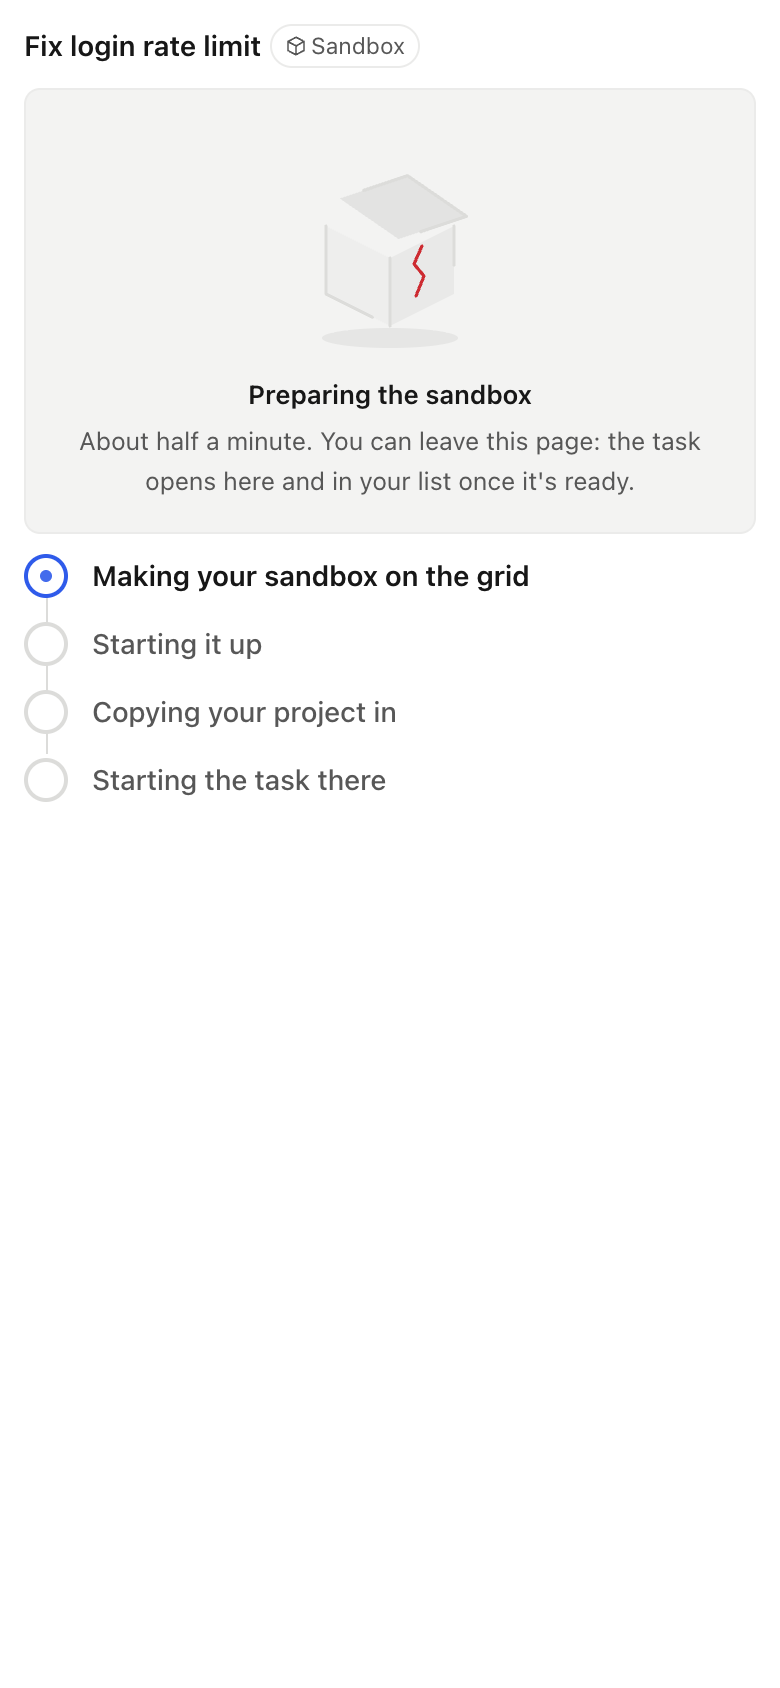 Fix login rate limit
Sandbox
Preparing the sandbox
About half a minute. You can leave this page: the task
opens here and in your list once it's ready.
Making your sandbox on the grid
Starting it up
Copying your project in
Starting the task there